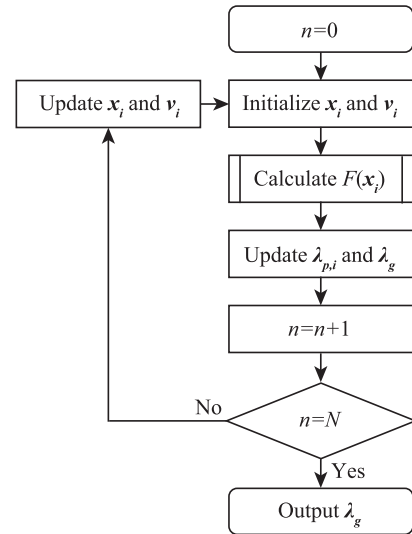 n=0
Update x_i and v_i
Initialize x_i and v_i
Calculate F(x_i)
Update λ_{p,i} and λ_g
n=n+1
No
n=N
Yes
Output λ_g